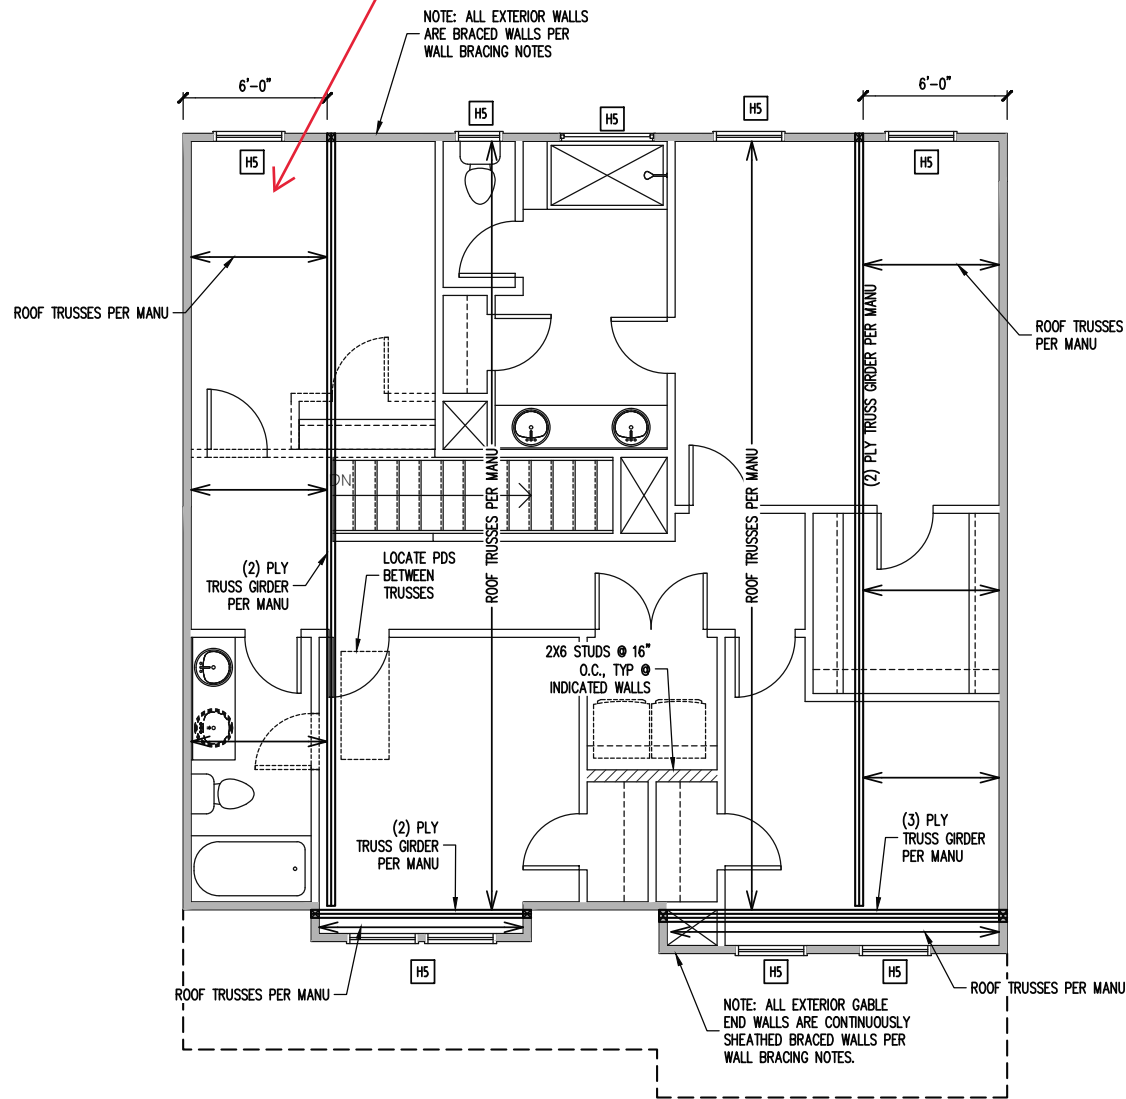 NOTE: ALL EXTERIOR WALLS
ARE BRACED WALLS PER
WALL BRACING NOTES
6'-0"
6'-0"
H5
H5
H5
H5
H5
ROOF TRUSSES PER MANU
ROOF TRUSSES
PER MANU
(2) PLY TRUSS GIRDER PER MANU
DN
ROOF TRUSSES PER MANU
ROOF TRUSSES PER MANU
(2) PLY
TRUSS GIRDER
PER MANU
LOCATE PDS
BETWEEN
TRUSSES
2X6 STUDS @ 16"
O.C., TYP @
INDICATED WALLS
(2) PLY
TRUSS GIRDER
PER MANU
(3) PLY
TRUSS GIRDER
PER MANU
H5
H5
H5
ROOF TRUSSES PER MANU
ROOF TRUSSES PER MANU
NOTE: ALL EXTERIOR GABLE
END WALLS ARE CONTINUOUSLY
SHEATHED BRACED WALLS PER
WALL BRACING NOTES.